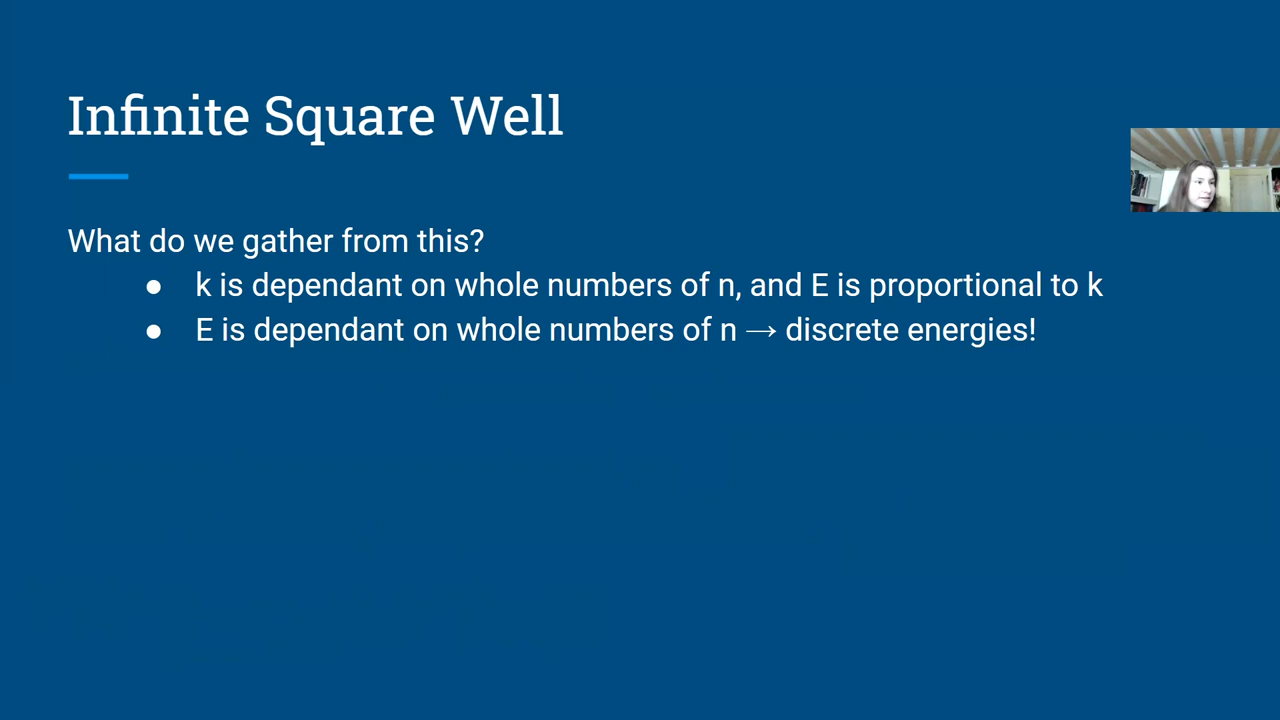 Infinite Square Well
What do we gather from this?
● k is dependant on whole numbers of n, and E is proportional to k
● E is dependant on whole numbers of n → discrete energies!